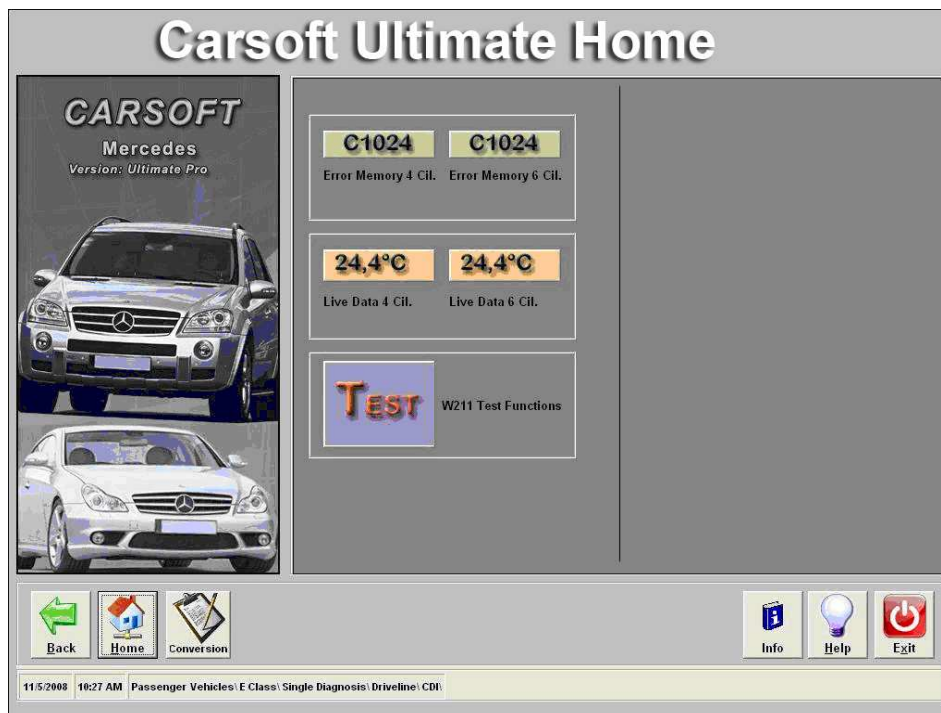 Carsoft Ultimate Home
CARSOFT
Mercedes
Version: Ultimate Pro
C1024 C1024
Error Memory 4 Cil. Error Memory 6 Cil.
24,4°C 24,4°C
Live Data 4 Cil. Live Data 6 Cil.
TEST W211 Test Functions
Back Home Conversion Info Help Exit
11/5/2008 10:27 AM Passenger Vehicles\ E Class\ Single Diagnosis\ Driveline\ CDI\